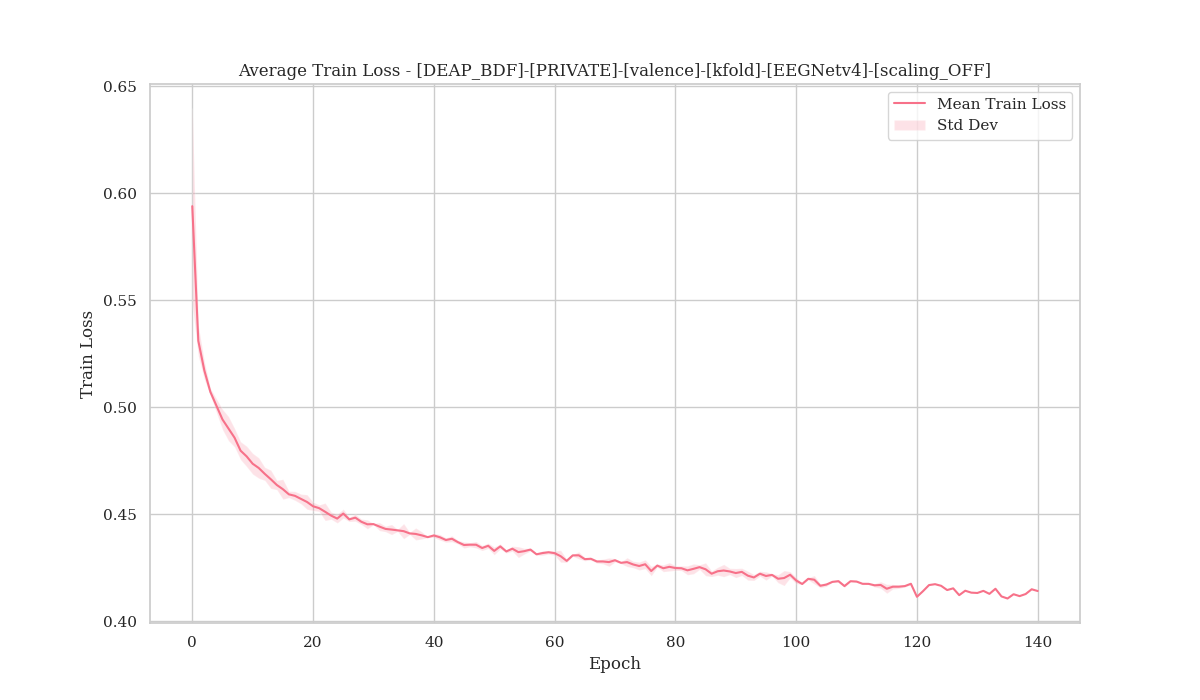 Average Train Loss - [DEAP_BDF]-[PRIVATE]-[valence]-[kfold]-[EEGNetv4]-[scaling_OFF]
Mean Train Loss
Std Dev
0.65
0.60
0.55
0.50
0.45
0.40
Train Loss
0 20 40 60 80 100 120 140
Epoch